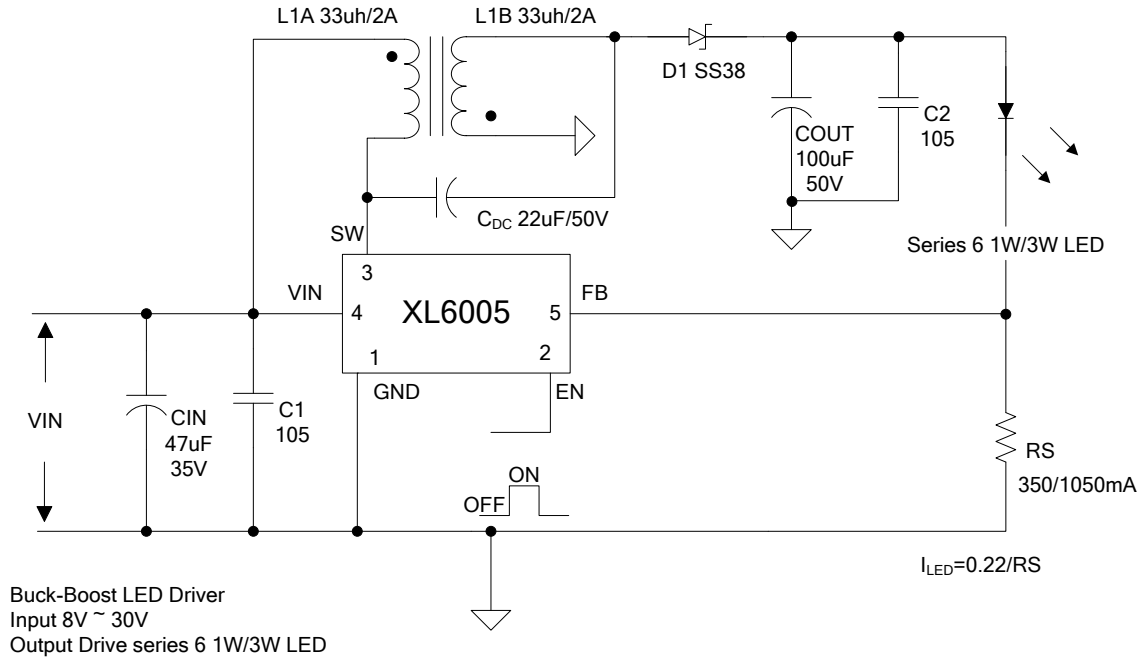 L1A 33uh/2A
L1B 33uh/2A
D1 SS38
COUT
100uF
50V
C2
105
C_DC 22uF/50V
SW
Series 6 1W/3W LED
3
VIN
4
XL6005
5
FB
1
2
GND
EN
VIN
CIN
47uF
35V
C1
105
RS
350/1050mA
ON
OFF
I_LED=0.22/RS
Buck-Boost LED Driver
Input 8V ~ 30V
Output Drive series 6 1W/3W LED